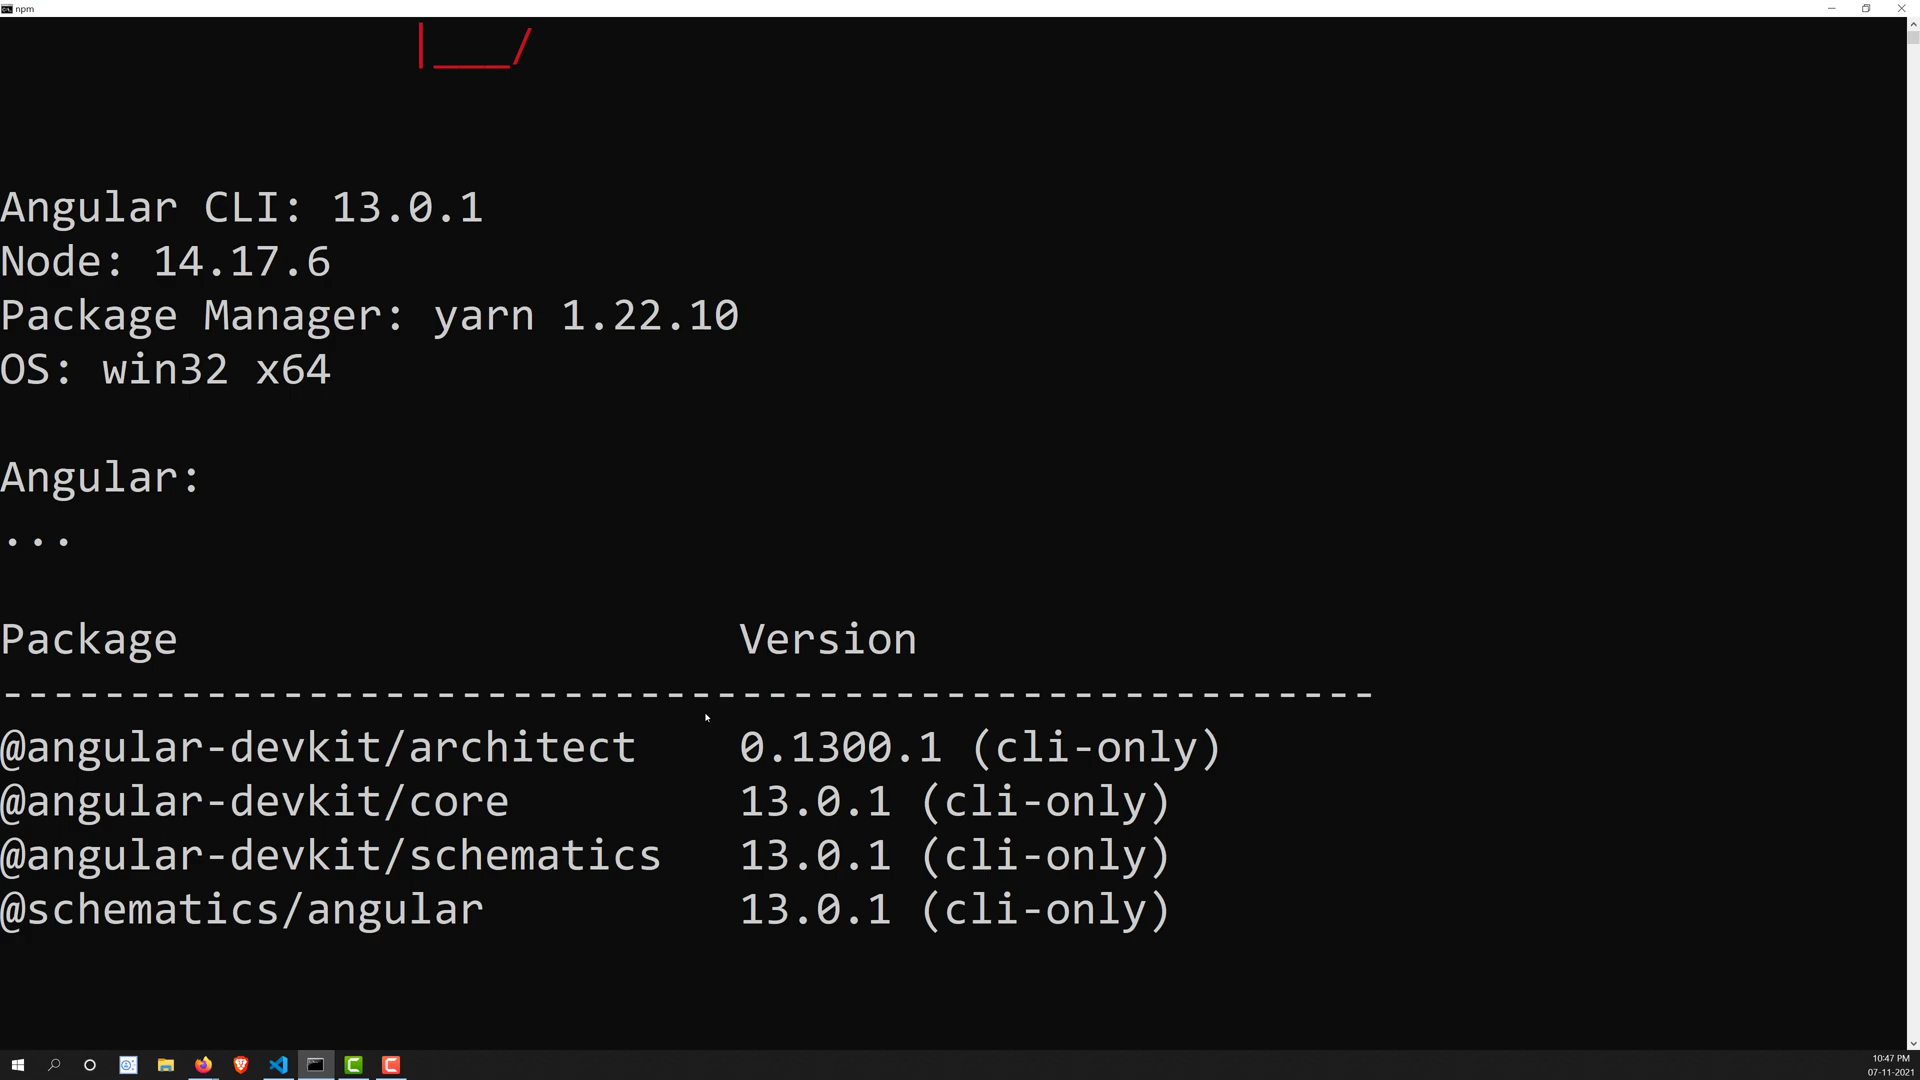 npm
Angular CLI: 13.0.1
Node: 14.17.6
Package Manager: yarn 1.22.10
OS: win32 x64
Angular:
...
Package Version
------------------------------------------------------
@angular-devkit/architect 0.1300.1 (cli-only)
@angular-devkit/core 13.0.1 (cli-only)
@angular-devkit/schematics 13.0.1 (cli-only)
@schematics/angular 13.0.1 (cli-only)
10:47 PM
07-11-2021